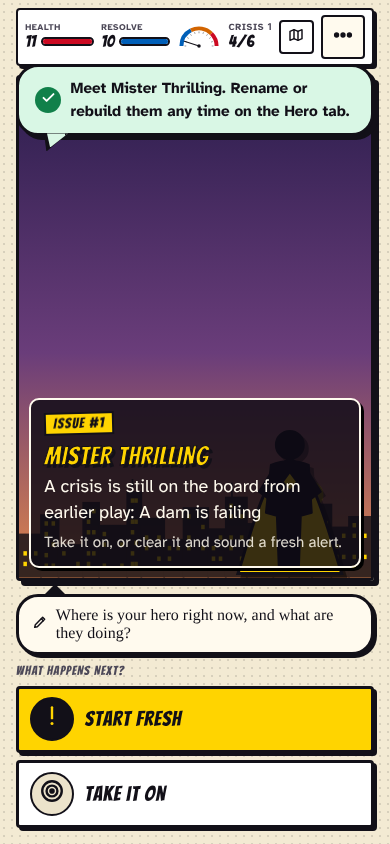 HEALTH
11
RESOLVE
10
CRISIS 1
4/6
Meet Mister Thrilling. Rename or
rebuild them any time on the Hero tab.
ISSUE #1
MISTER THRILLING
A crisis is still on the board from
earlier play: A dam is failing
Take it on, or clear it and sound a fresh alert.
Where is your hero right now, and what are
they doing?
WHAT HAPPENS NEXT?
START FRESH
TAKE IT ON